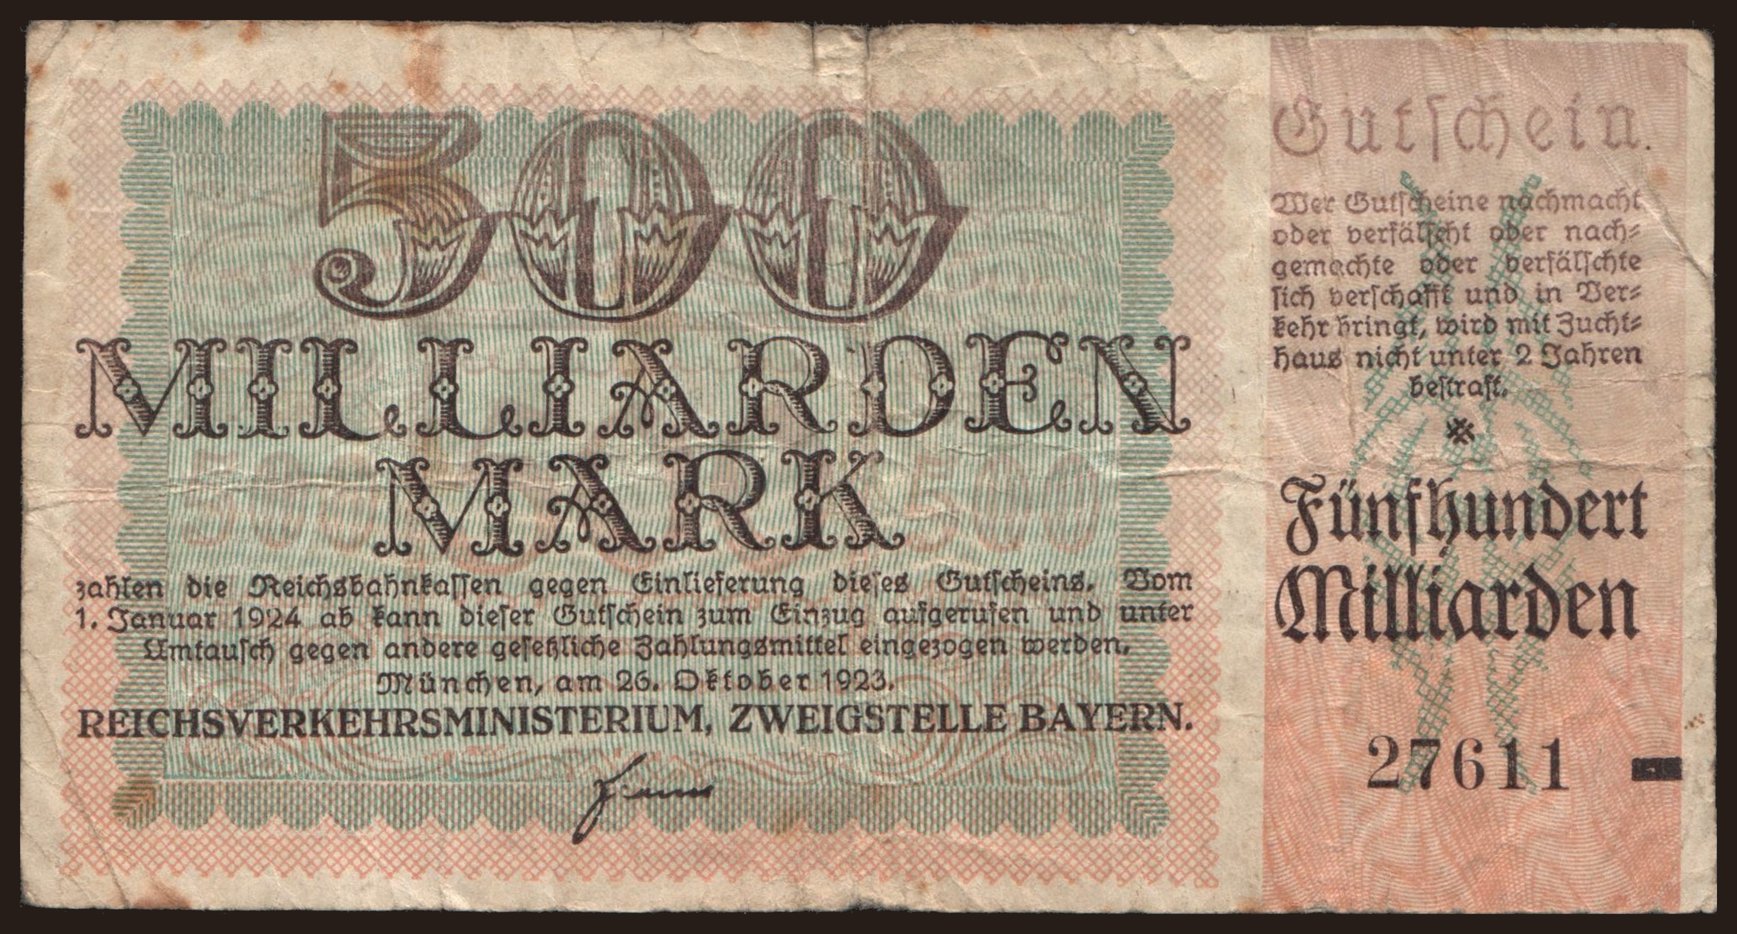 500
MILLIARDEN
MARK
zahlen die Reichsbahnkassen gegen Einlieferung dieses Gutscheins. Vom
1. Januar 1924 ab kann dieser Gutschein zum Einzug aufgerufen und unter
Umtausch gegen andere gesetzliche Zahlungsmittel eingezogen werden.
München, am 26. Oktober 1923.
REICHSVERKEHRSMINISTERIUM, ZWEIGSTELLE BAYERN.
Gutschein.
Wer Gutscheine nachmacht
oder verfälscht oder nach=
gemachte oder verfälschte
sich verschafft und in Ver=
kehr bringt, wird mit Zucht=
haus nicht unter 2 Jahren
bestraft.
Fünfhundert
Milliarden
27611